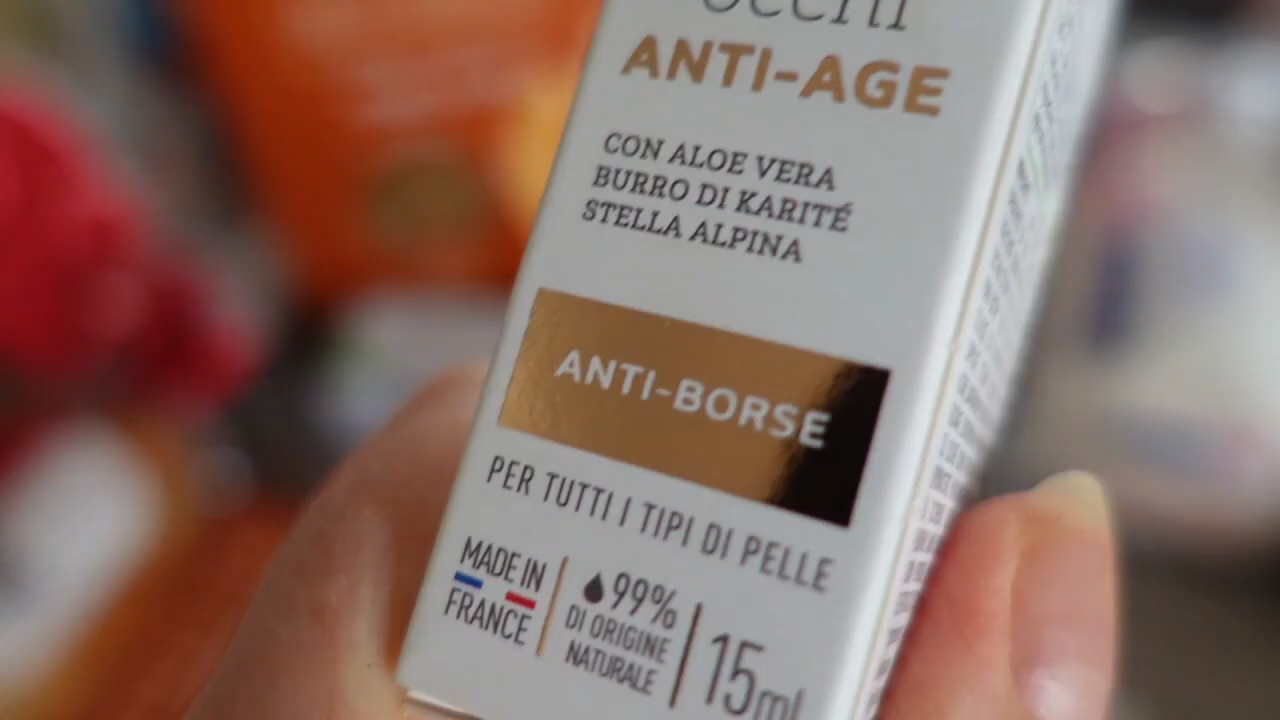 occhi
ANTI-AGE
CON ALOE VERA
BURRO DI KARITÉ
STELLA ALPINA
ANTI-BORSE
PER TUTTI I TIPI DI PELLE
MADE IN
FRANCE
99%
DI ORIGINE
NATURALE
15ml